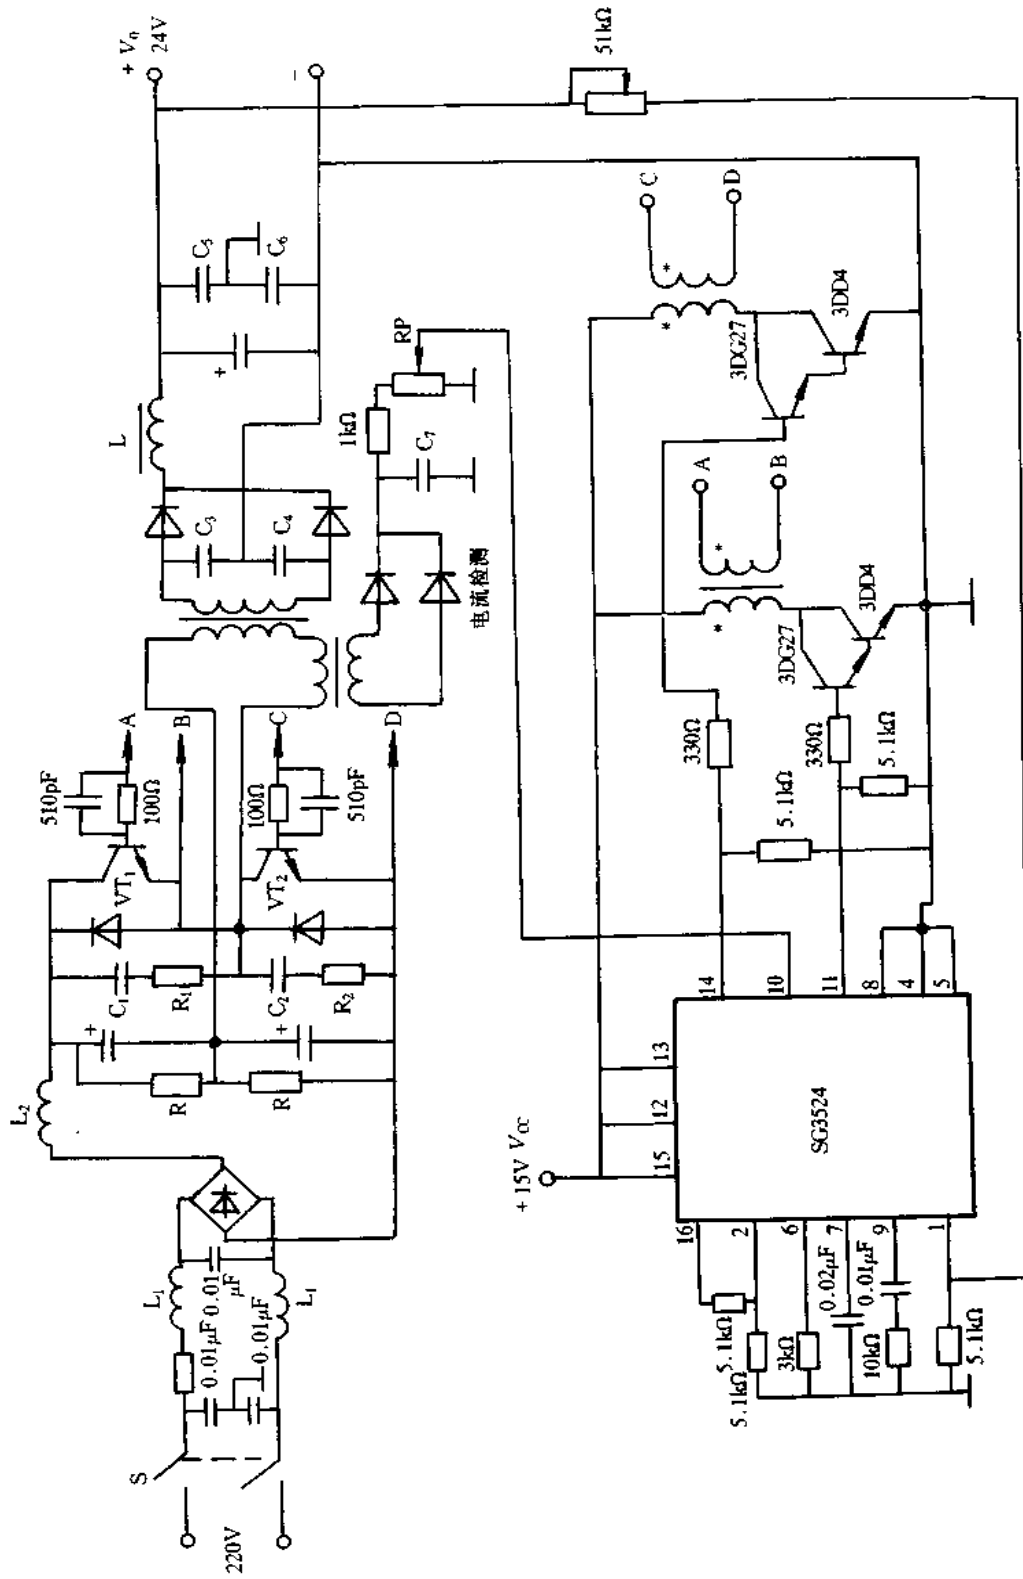 220V
S
0.01μF
0.01μF
L₁
L₁
0.01
μF
L₂
R
R
+
+
C₁
R₁
C₂
R₂
VT₁
VT₂
510pF
100Ω
100Ω
510pF
A
B
C
D
C₃
C₄
L
+
C₅
C₆
+V₀
24V
−
电流检测
C₇
1kΩ
RP
51kΩ
+15V V_CC
15
12
13
SG3524
16
2
6
7
9
1
14
10
11
8
4
5
5.1kΩ
5.1kΩ
3kΩ
0.02μF
0.01μF
10kΩ
5.1kΩ
330Ω
330Ω
5.1kΩ
5.1kΩ
3DG27
3DD4
*
*
A
B
3DG27
3DD4
*
*
C
D